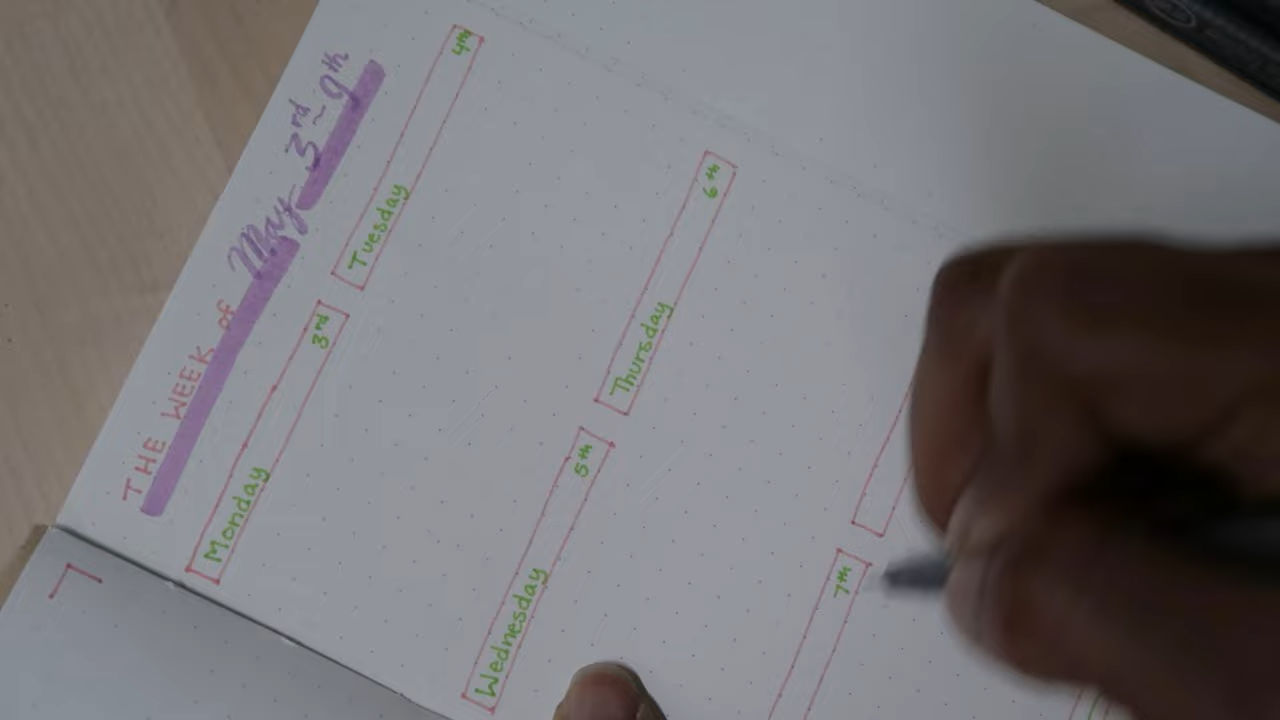 THE WEEK of May 3rd-9th
Monday 3rd
Tuesday 4th
Wednesday 5th
Thursday 6th
7th